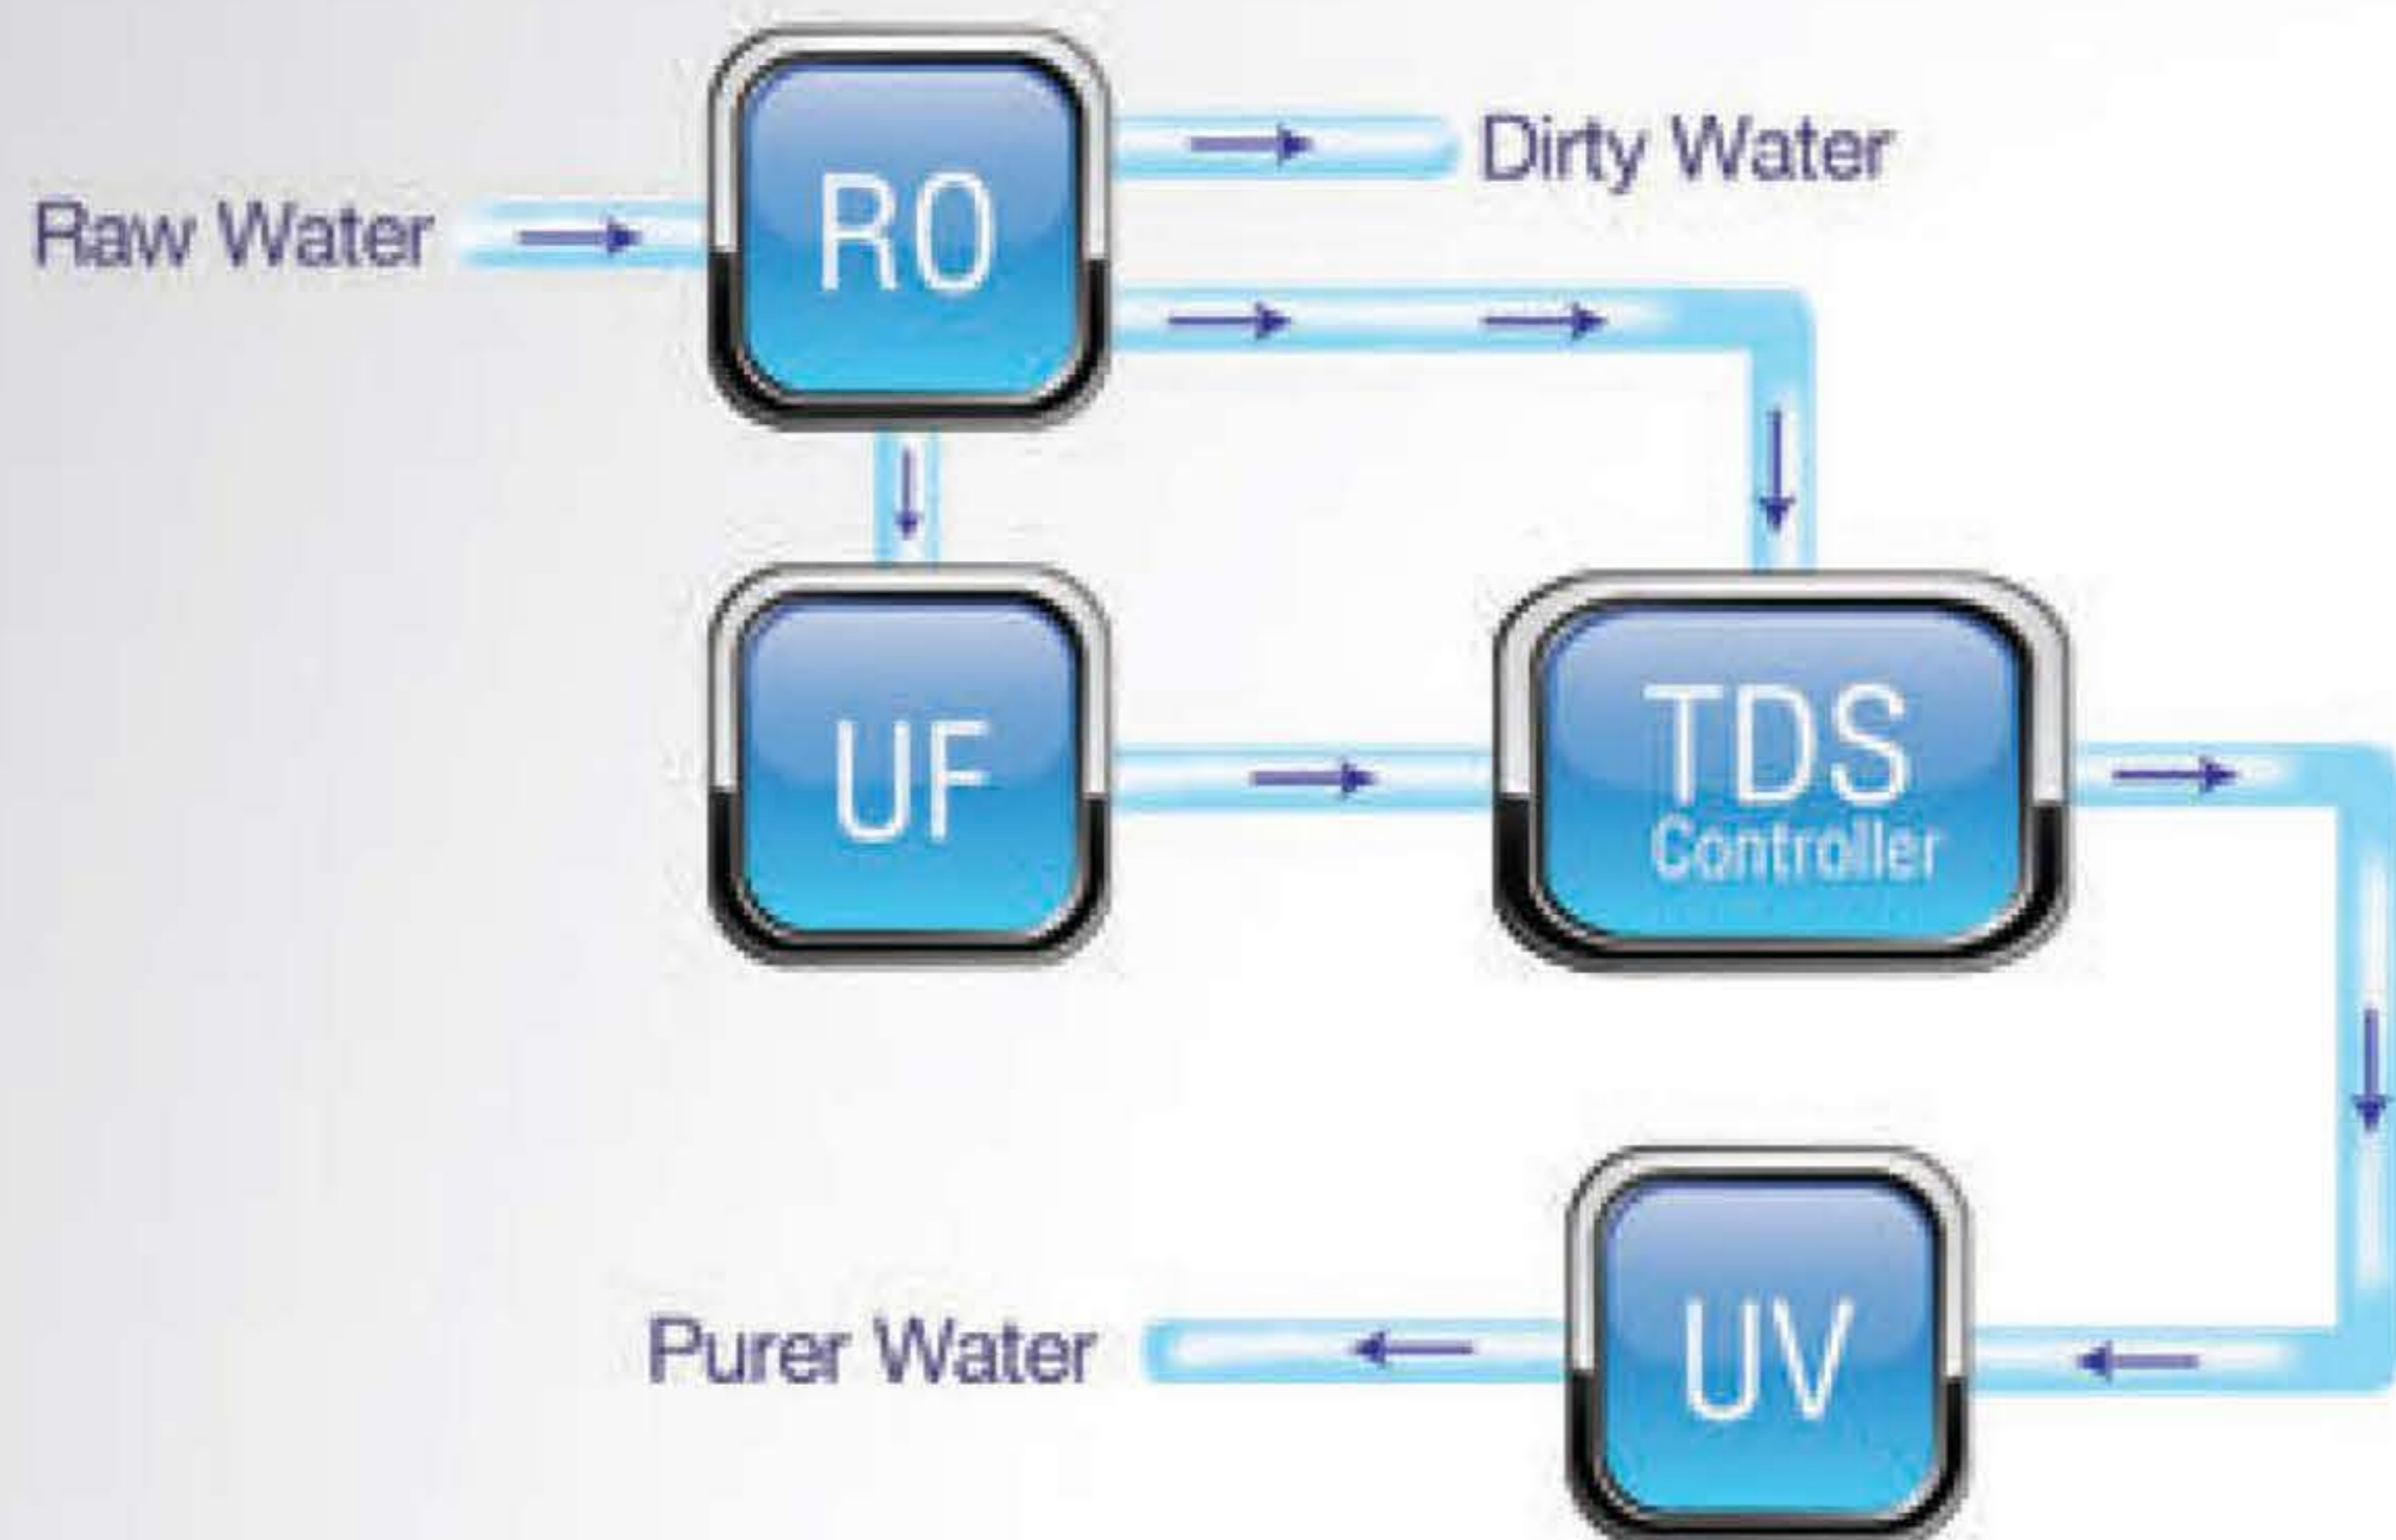 RO
Dirty Water
Raw Water
UF
TDS
Controller
UV
Purer Water